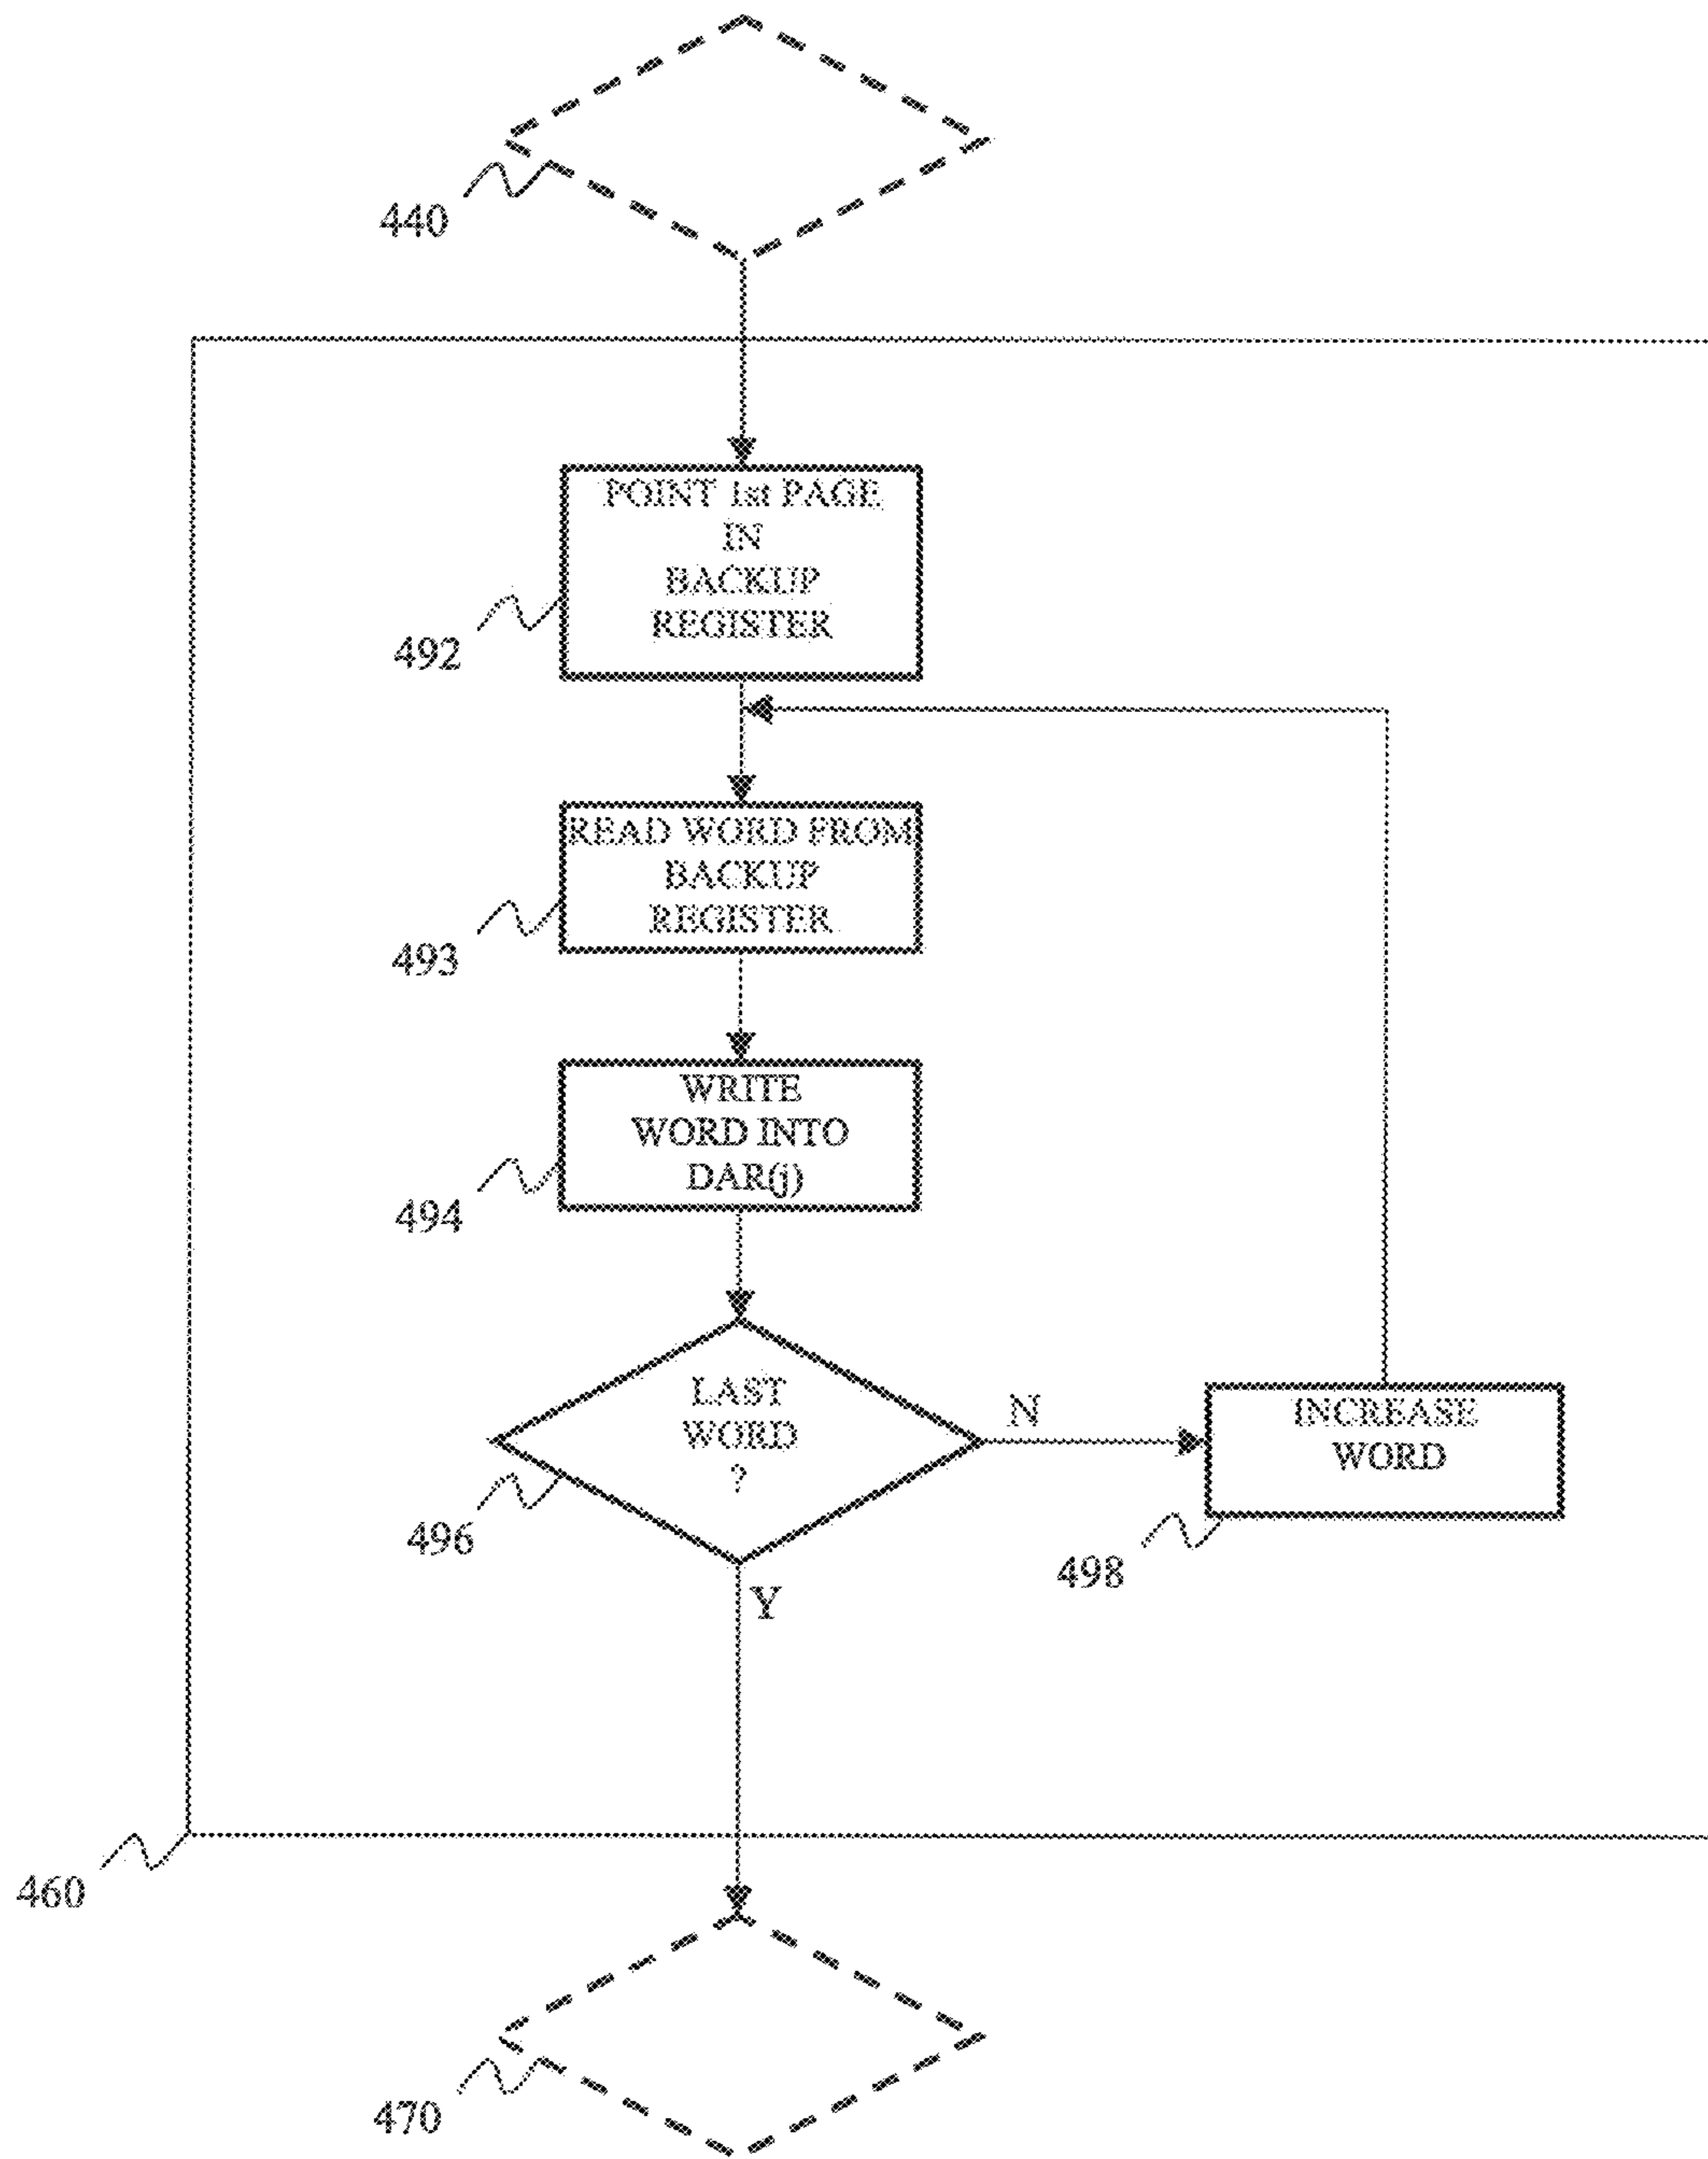 440
POINT 1st PAGE
IN
BACKUP
REGISTER
492
READ WORD FROM
BACKUP
REGISTER
493
WRITE
WORD INTO
DAR(j)
494
LAST
WORD
?
N
INCREASE
WORD
496
498
Y
460
470